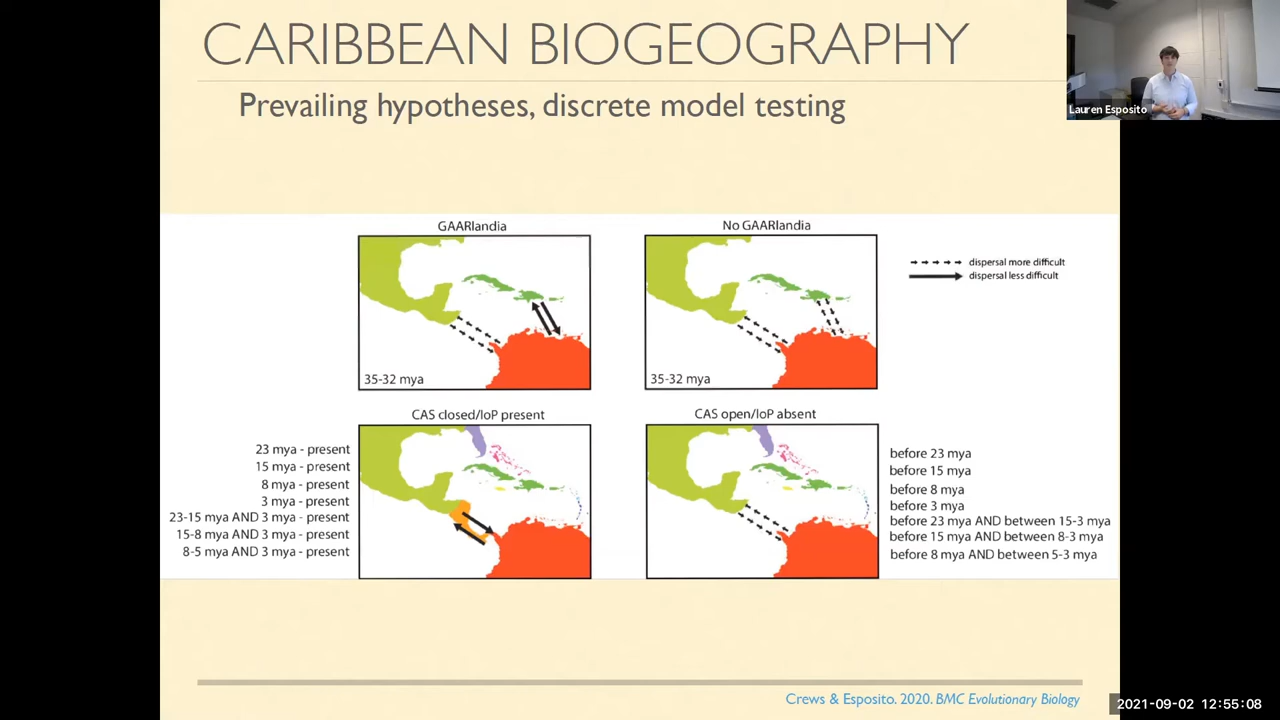 CARIBBEAN BIOGEOGRAPHY
Lauren Esposito
Prevailing hypotheses, discrete model testing
GAARlandia
No GAARlandia
dispersal more difficult
dispersal less difficult
35-32 mya
35-32 mya
CAS closed/IoP present
CAS open/IoP absent
23 mya - present
15 mya - present
8 mya - present
3 mya - present
23-15 mya AND 3 mya - present
15-8 mya AND 3 mya - present
8-5 mya AND 3 mya - present
before 23 mya
before 15 mya
before 8 mya
before 3 mya
before 23 mya AND between 15-3 mya
before 15 mya AND between 8-3 mya
before 8 mya AND between 5-3 mya
Crews & Esposito. 2020. BMC Evolutionary Biology
2021-09-02 12:55:08